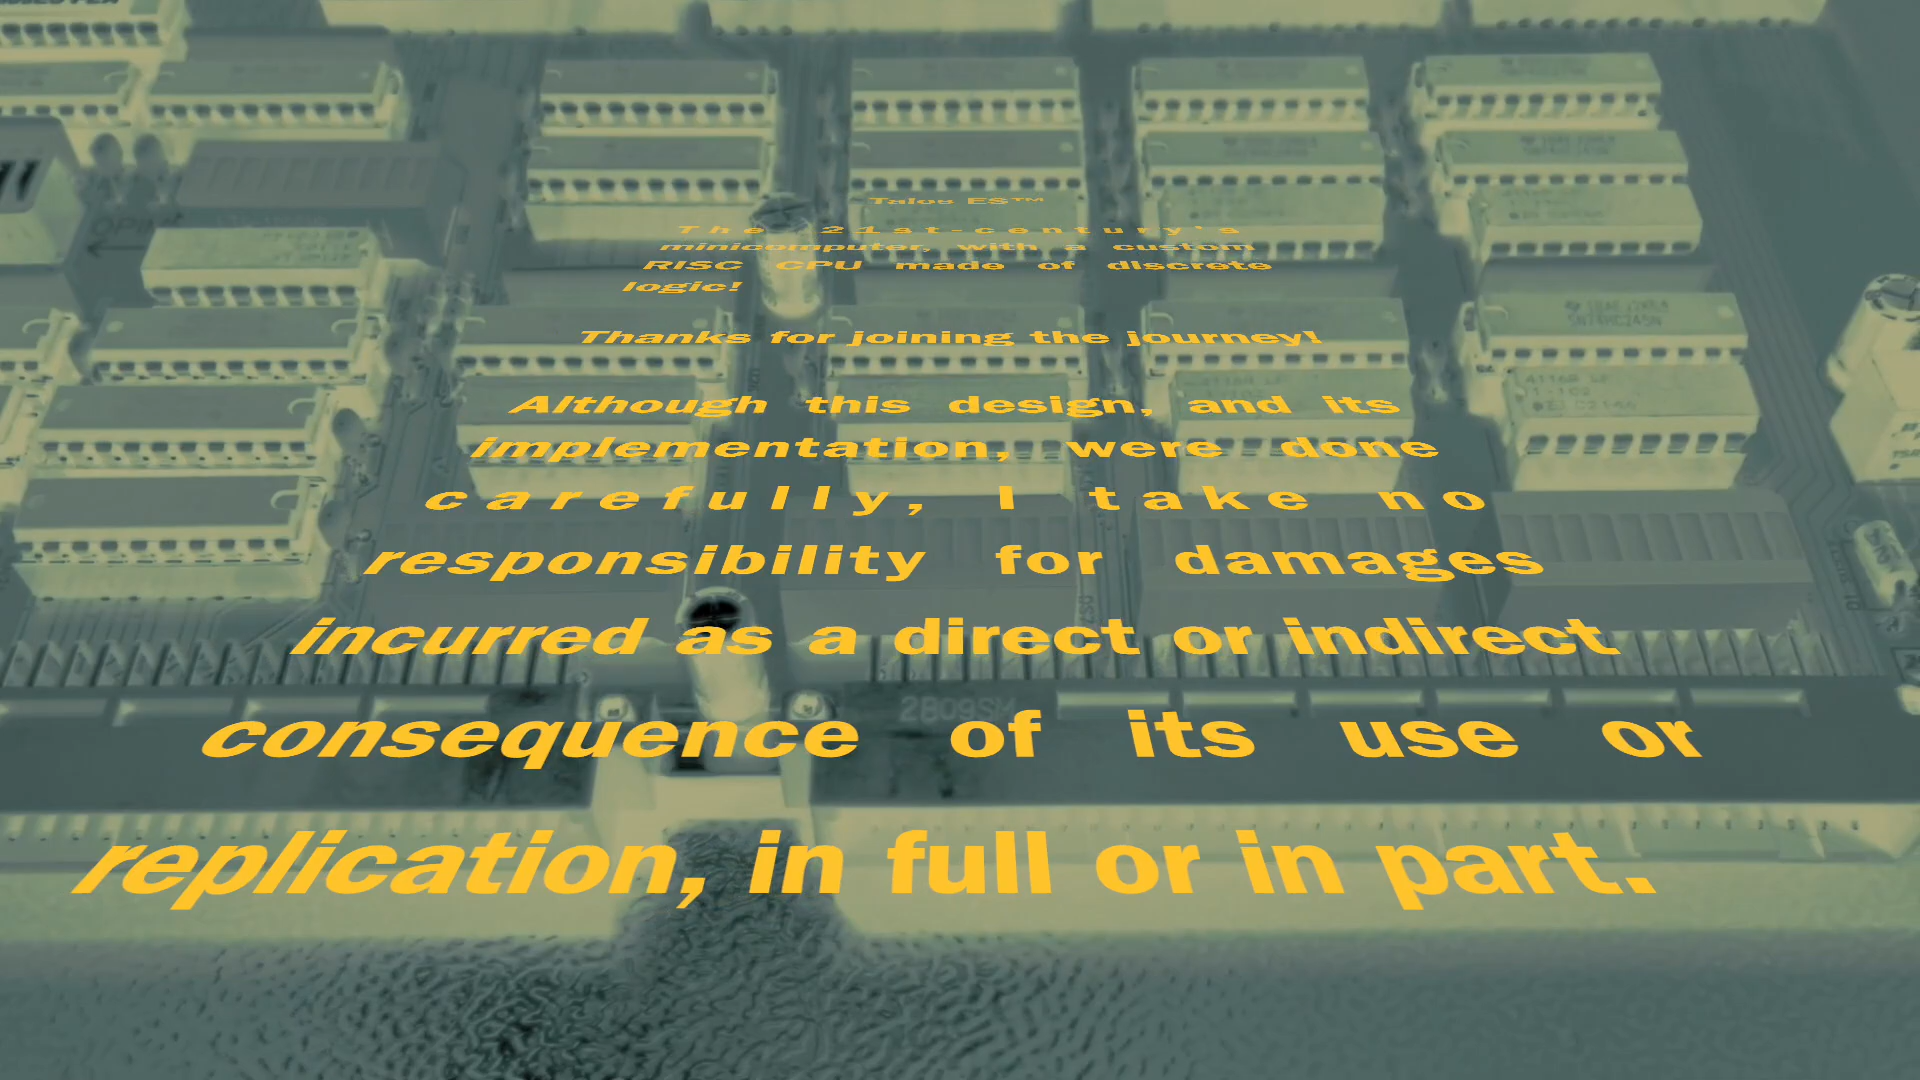 Talos ES™
The 21st-century's
minicomputer, with a custom
RISC CPU made of discrete
logic!
Thanks for joining the journey!
Although this design, and its
implementation, were done
carefully, I take no
responsibility for damages
incurred as a direct or indirect
consequence of its use or
replication, in full or in part.
2809SM
SN74HC245N